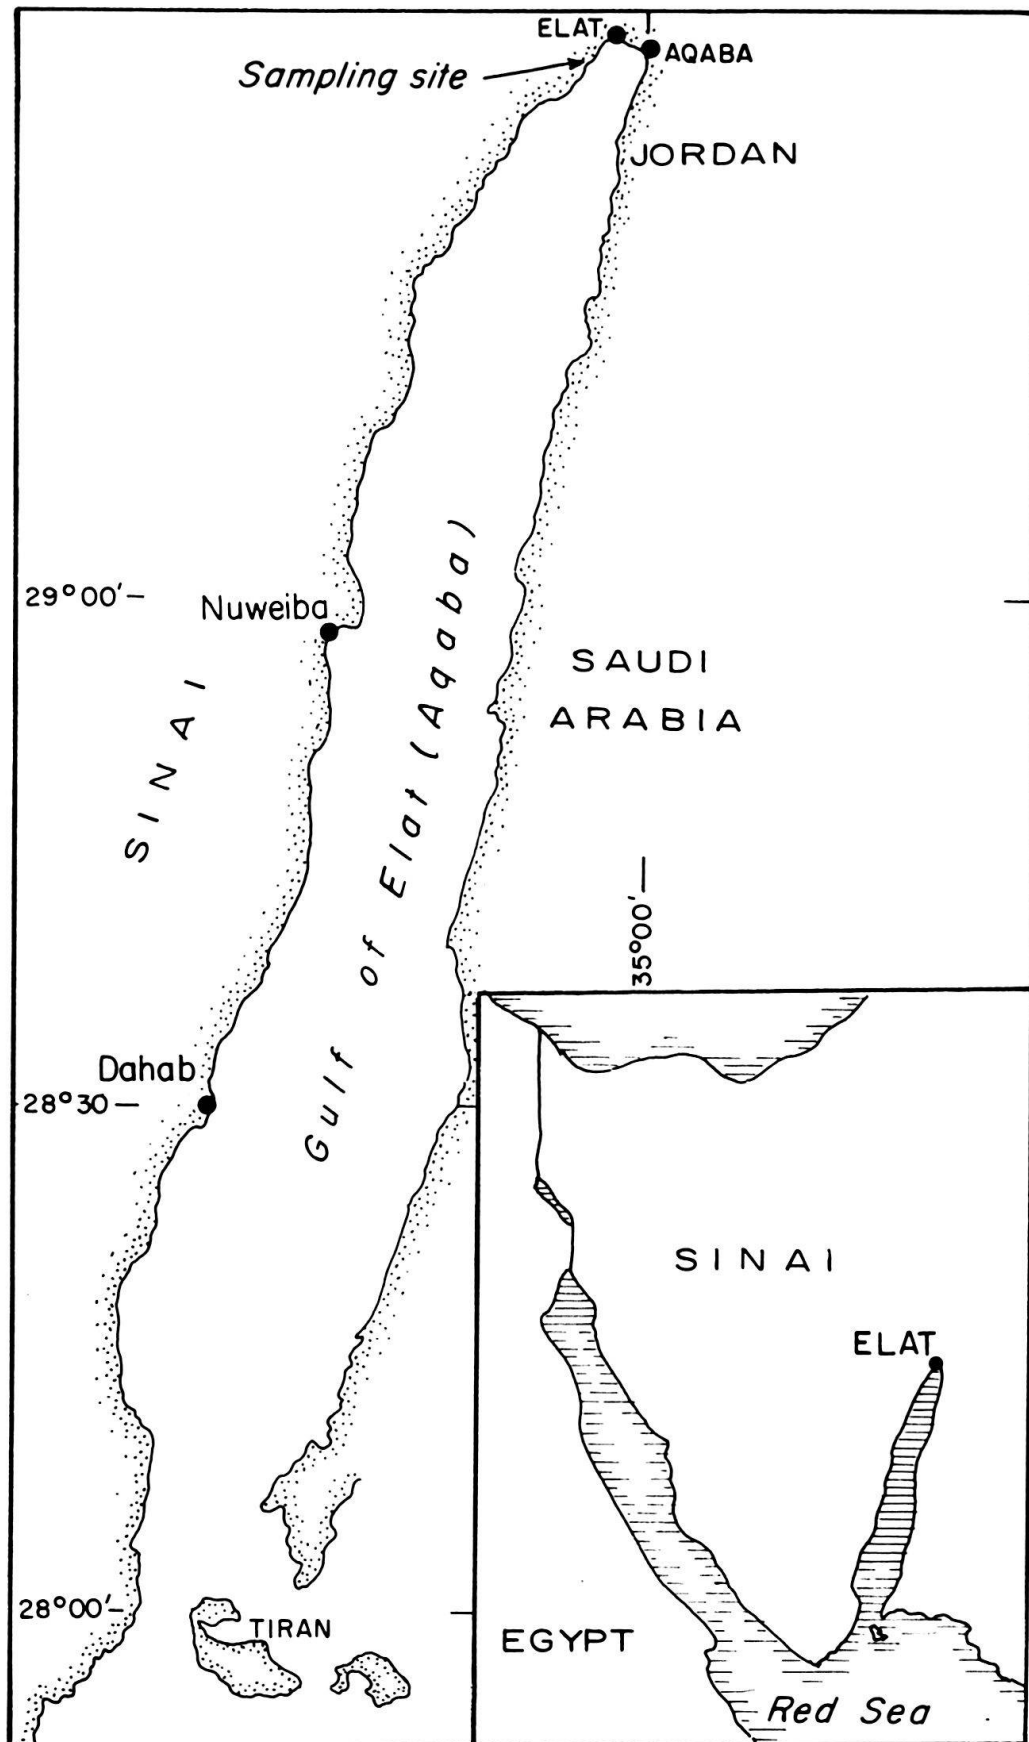 ELAT
AQABA
Sampling site
JORDAN
29°00'
Nuweiba
SAUDI
ARABIA
SINAI
Gulf of Elat (Aqaba)
35°00'
Dahab
28°30
SINAI
ELAT
28°00'
TIRAN
EGYPT
Red Sea